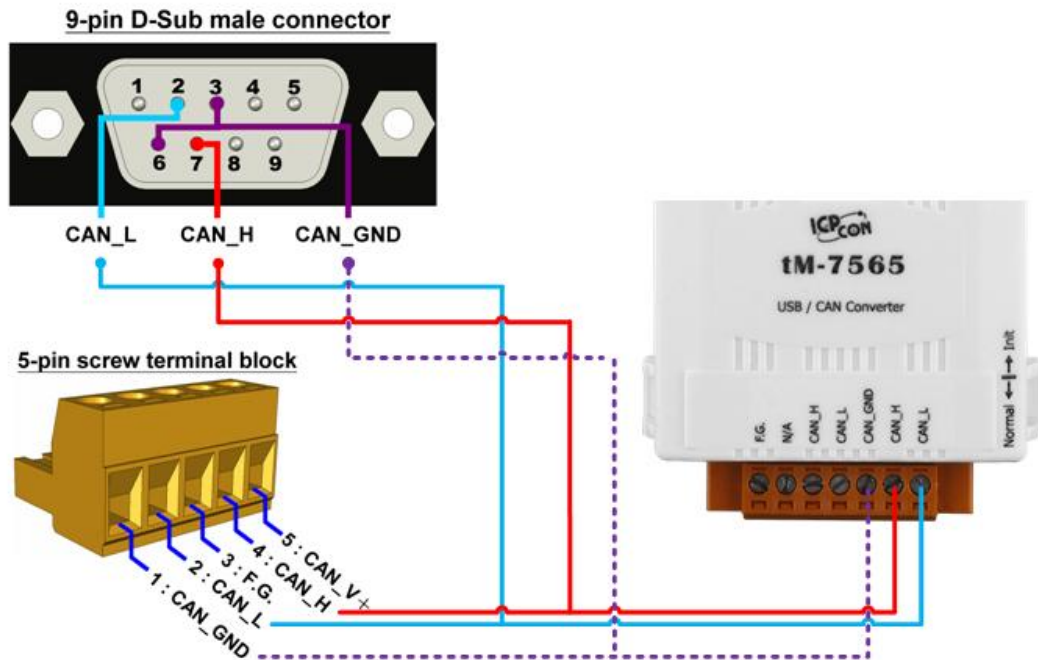 9-pin D-Sub male connector
1 2 3 4 5
6 7 8 9
CAN_L CAN_H CAN_GND
ICP CON
tM-7565
USB / CAN Converter
Normal ←|→ Init
F.G. N/A CAN_H CAN_L CAN_GND CAN_H CAN_L
5-pin screw terminal block
5 : CAN_V+
4 : CAN_H
3 : F.G.
2 : CAN_L
1 : CAN_GND